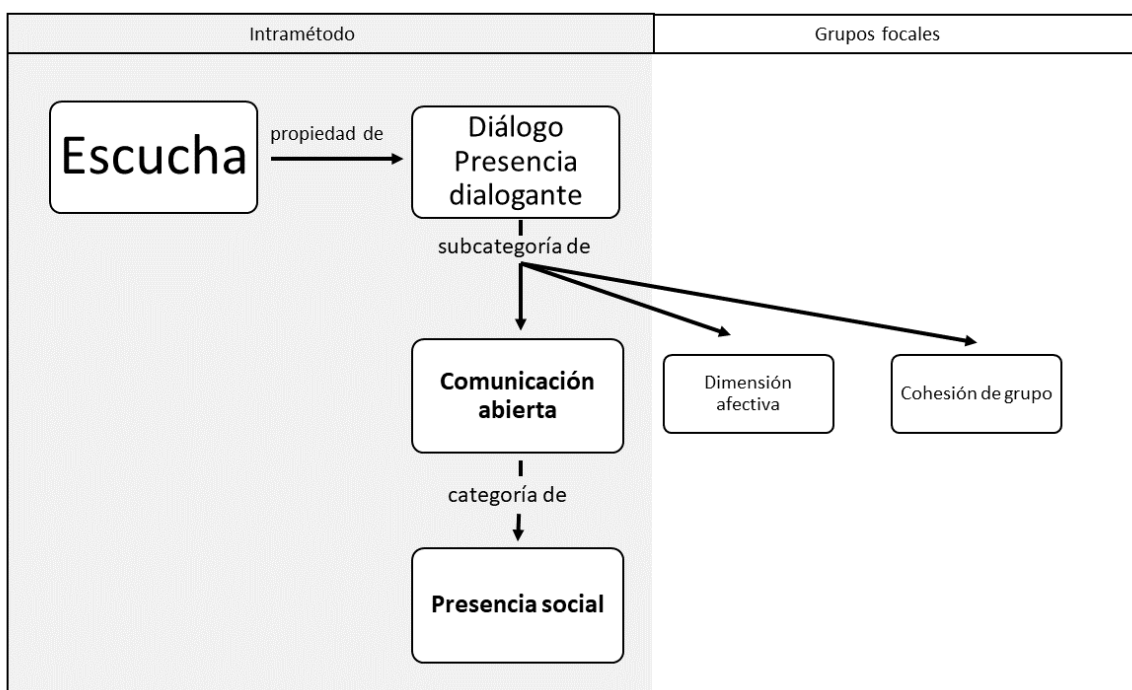 Intramétodo
Grupos focales
Escucha
propiedad de
Diálogo
Presencia
dialogante
subcategoría de
Comunicación
abierta
Dimensión
afectiva
Cohesión de grupo
categoría de
Presencia social